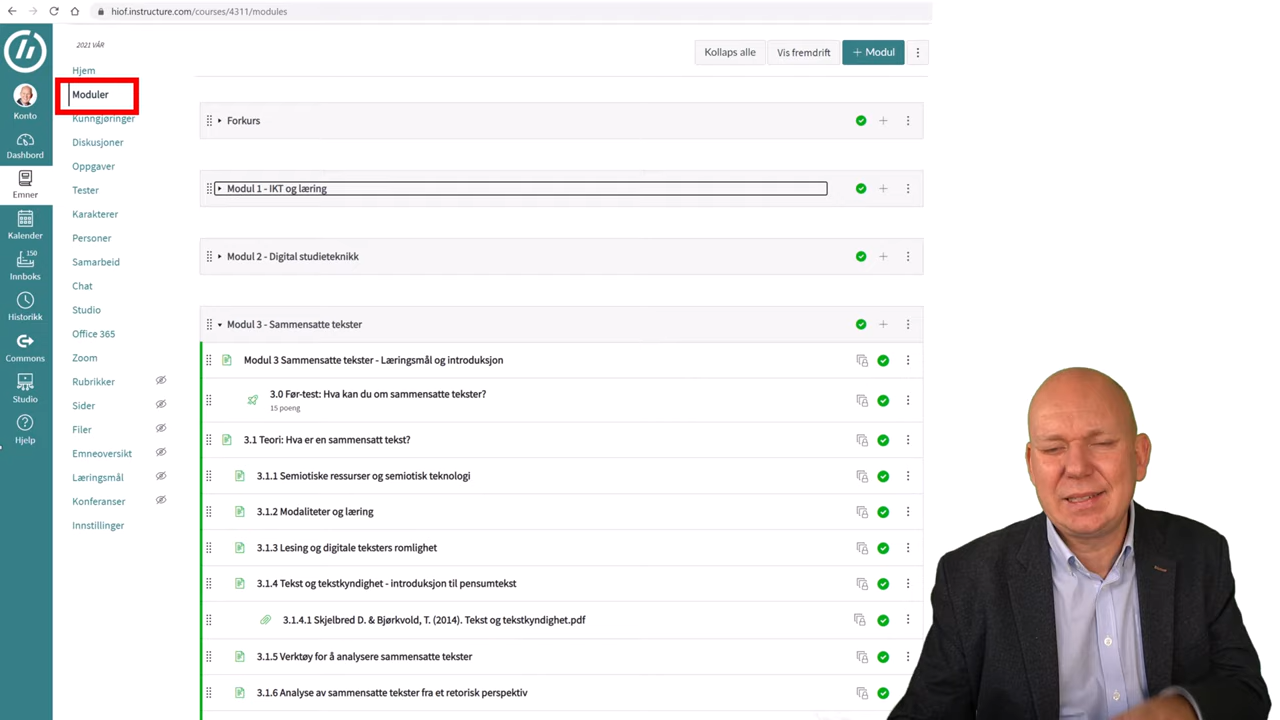 hiof.instructure.com/courses/4311/modules
2021 VÅR
Hjem
Moduler
Kunngjøringer
Diskusjoner
Oppgaver
Tester
Karakterer
Personer
Samarbeid
Chat
Studio
Office 365
Zoom
Rubrikker
Sider
Filer
Emneoversikt
Læringsmål
Konferanser
Innstillinger
Konto
Dashbord
Emner
Kalender
150
Innboks
Historikk
Commons
Studio
Hjelp
Kollaps alle
Vis fremdrift
+ Modul
Forkurs
Modul 1 - IKT og læring
Modul 2 - Digital studieteknikk
Modul 3 - Sammensatte tekster
Modul 3 Sammensatte tekster - Læringsmål og introduksjon
3.0 Før-test: Hva kan du om sammensatte tekster?
15 poeng
3.1 Teori: Hva er en sammensatt tekst?
3.1.1 Semiotiske ressurser og semiotisk teknologi
3.1.2 Modaliteter og læring
3.1.3 Lesing og digitale teksters romlighet
3.1.4 Tekst og tekstkyndighet - introduksjon til pensumtekst
3.1.4.1 Skjelbred D. & Bjørkvold, T. (2014). Tekst og tekstkyndighet.pdf
3.1.5 Verktøy for å analysere sammensatte tekster
3.1.6 Analyse av sammensatte tekster fra et retorisk perspektiv